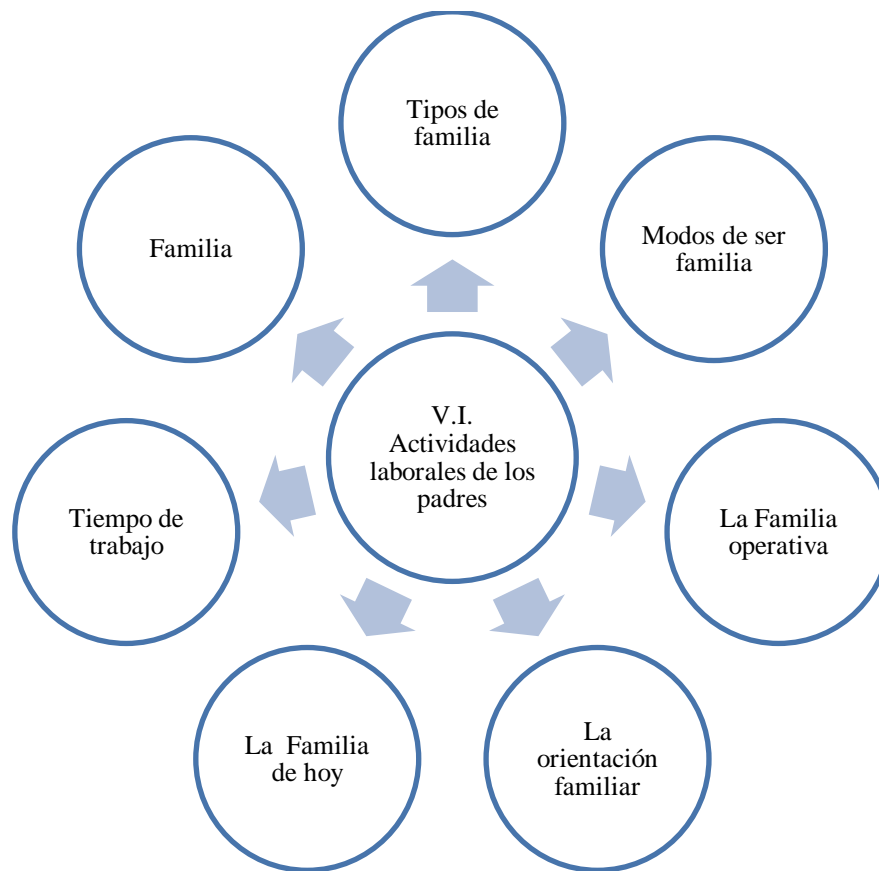 Tipos de
familia
Familia
Modos de ser
familia
V.I.
Actividades
laborales de los
padres
Tiempo de
trabajo
La Familia
operativa
La Familia
de hoy
La
orientación
familiar